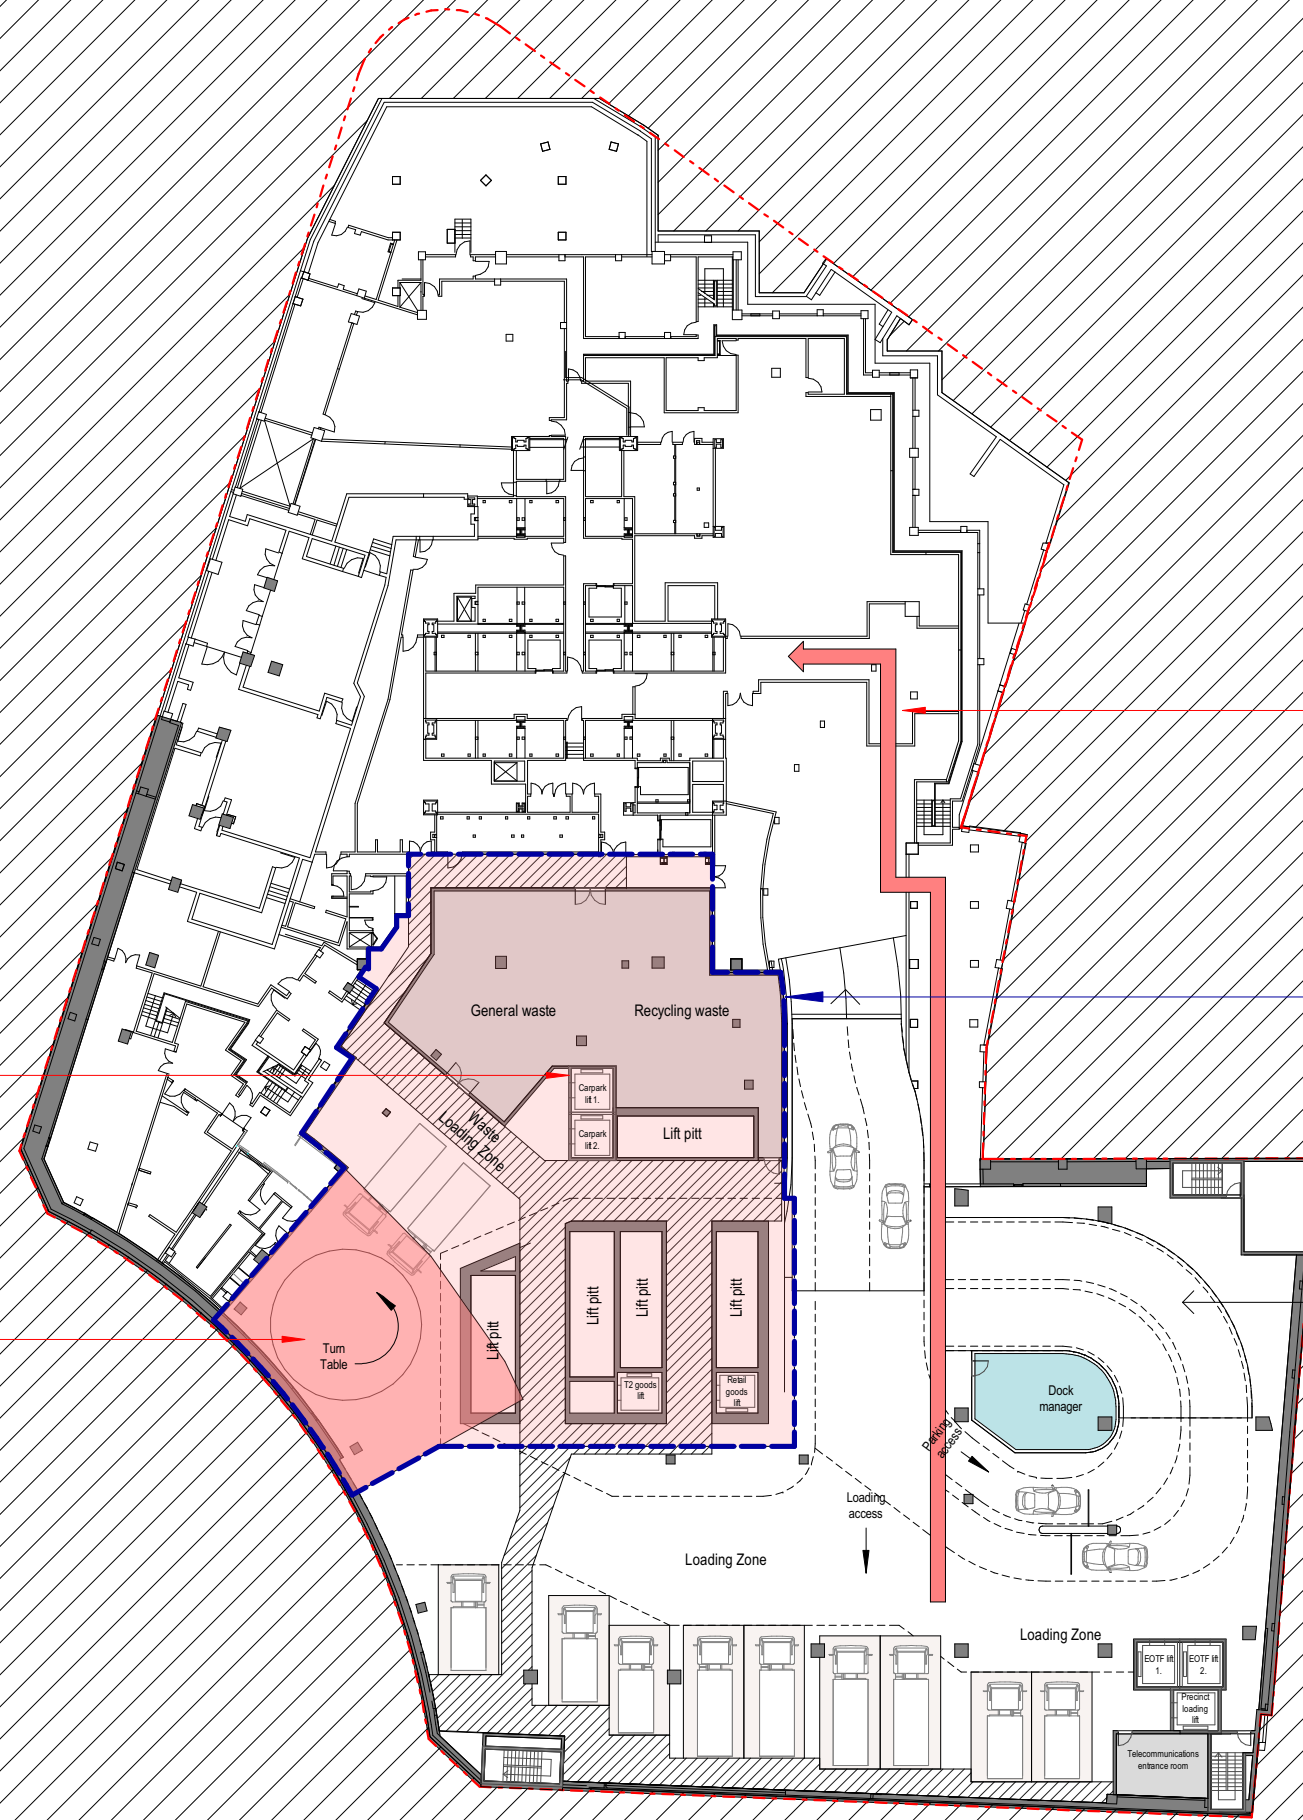 General waste
Recycling waste
Carpark
lift 1.
Carpark
lift 2.
Lift pitt
Waste
Loading Zone
Lift pitt
Lift pitt
Lift pitt
Lift pitt
Turn
Table
T2 goods
lift
Retail
goods
lift
Dock
manager
Parking
access
Loading
access
Loading Zone
Loading Zone
EOTF lift
1.
EOTF lift
2.
Precinct
loading
lift
Telecommunications
entrance room